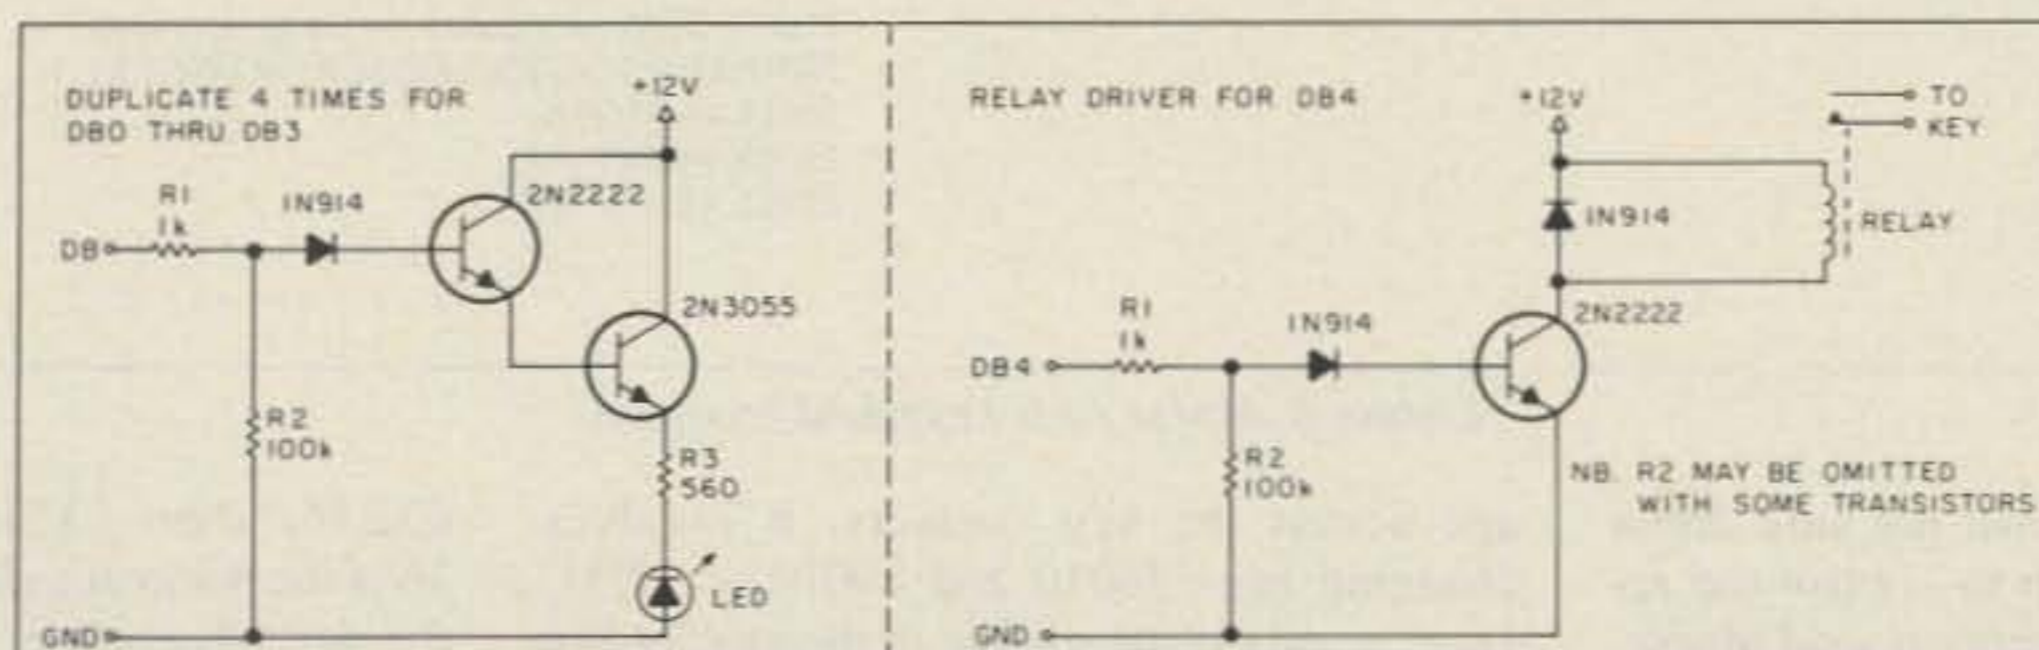 DUPLICATE 4 TIMES FOR
DB0 THRU DB3
+12V
R1
1k
1N914
2N2222
DB
2N3055
R2
100k
R3
560
LED
GND
RELAY DRIVER FOR DB4
+12V
TO
KEY
1N914
RELAY
R1
1k
1N914
2N2222
DB4
R2
100k
NB. R2 MAY BE OMITTED
WITH SOME TRANSISTORS
GND